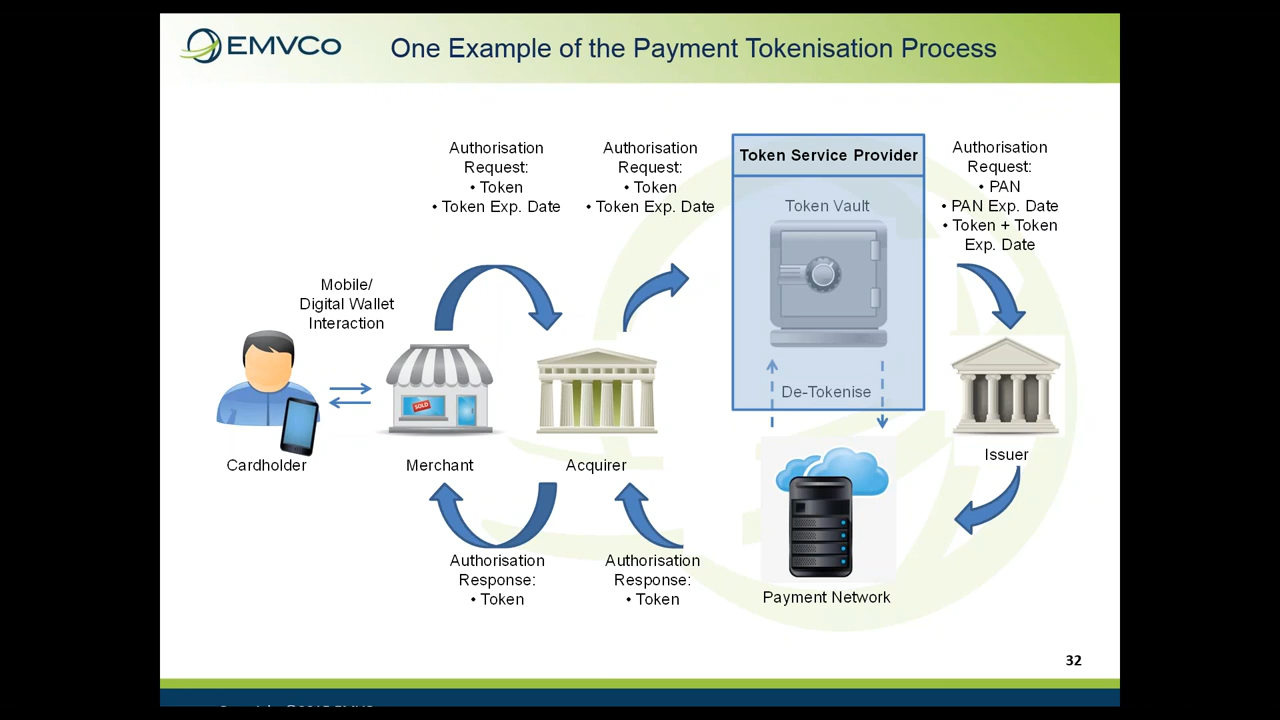 EMVCo
One Example of the Payment Tokenisation Process
Authorisation
Request:
• Token
• Token Exp. Date
Authorisation
Request:
• Token
• Token Exp. Date
Token Service Provider
Token Vault
De-Tokenise
Authorisation
Request:
• PAN
• PAN Exp. Date
• Token + Token
Exp. Date
Mobile/
Digital Wallet
Interaction
SOLD
Cardholder
Merchant
Acquirer
Issuer
Authorisation
Response:
• Token
Authorisation
Response:
• Token
Payment Network
32